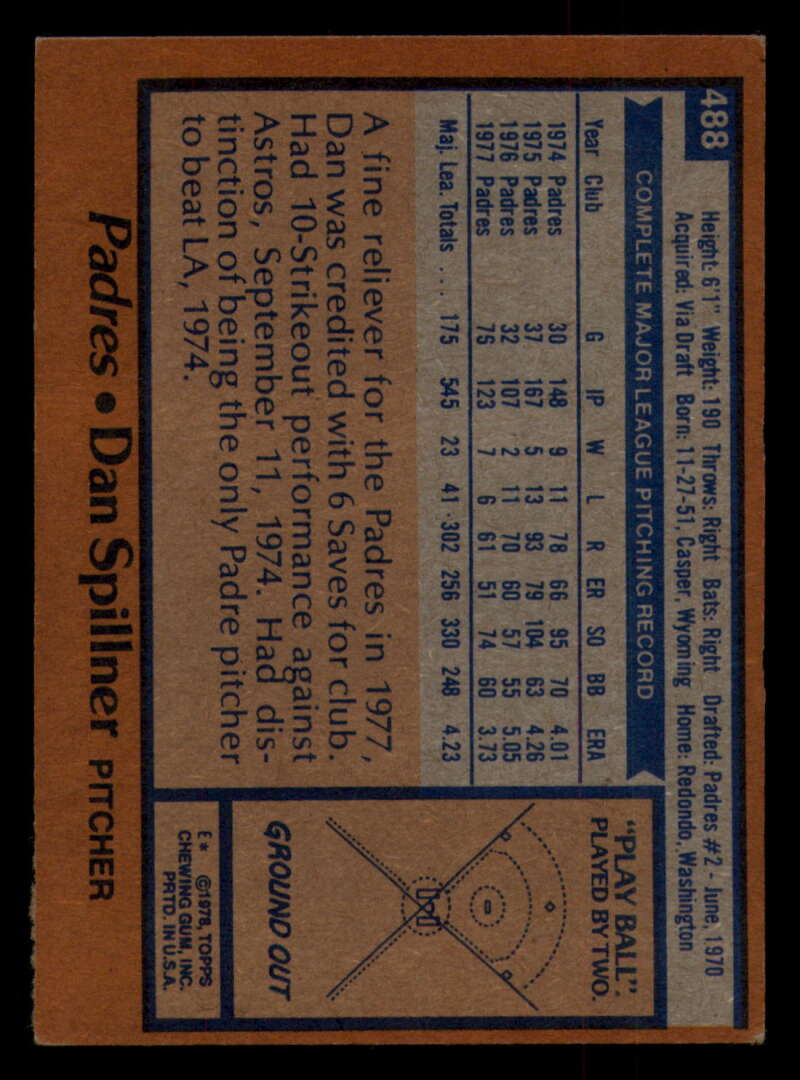 488
Height: 6'1" Weight: 190 Throws: Right Bats: Right Drafted: Padres #2 - June, 1970
Acquired: Via Draft Born: 11-27-51, Casper, Wyoming Home: Redondo, Washington
COMPLETE MAJOR LEAGUE PITCHING RECORD
Year Club G IP W L R ER SO BB ERA
1974 Padres 30 148 9 11 78 66 95 70 4.01
1975 Padres 37 167 5 13 93 79 104 63 4.26
1976 Padres 32 107 2 11 70 60 57 55 5.05
1977 Padres 76 123 7 6 61 51 74 60 3.73
Maj. Lea. Totals ... 175 545 23 41 302 256 330 248 4.23
A fine reliever for the Padres in 1977,
Dan was credited with 6 Saves for club.
Had 10-Strikeout performance against
Astros, September 11, 1974. Had dis-
tinction of being the only Padre pitcher
to beat LA, 1974.
"PLAY BALL"
PLAYED BY TWO.
GROUND OUT
E* ©1978, TOPPS
CHEWING GUM, INC.
PRTD. IN U.S.A.
Padres • Dan Spillner PITCHER